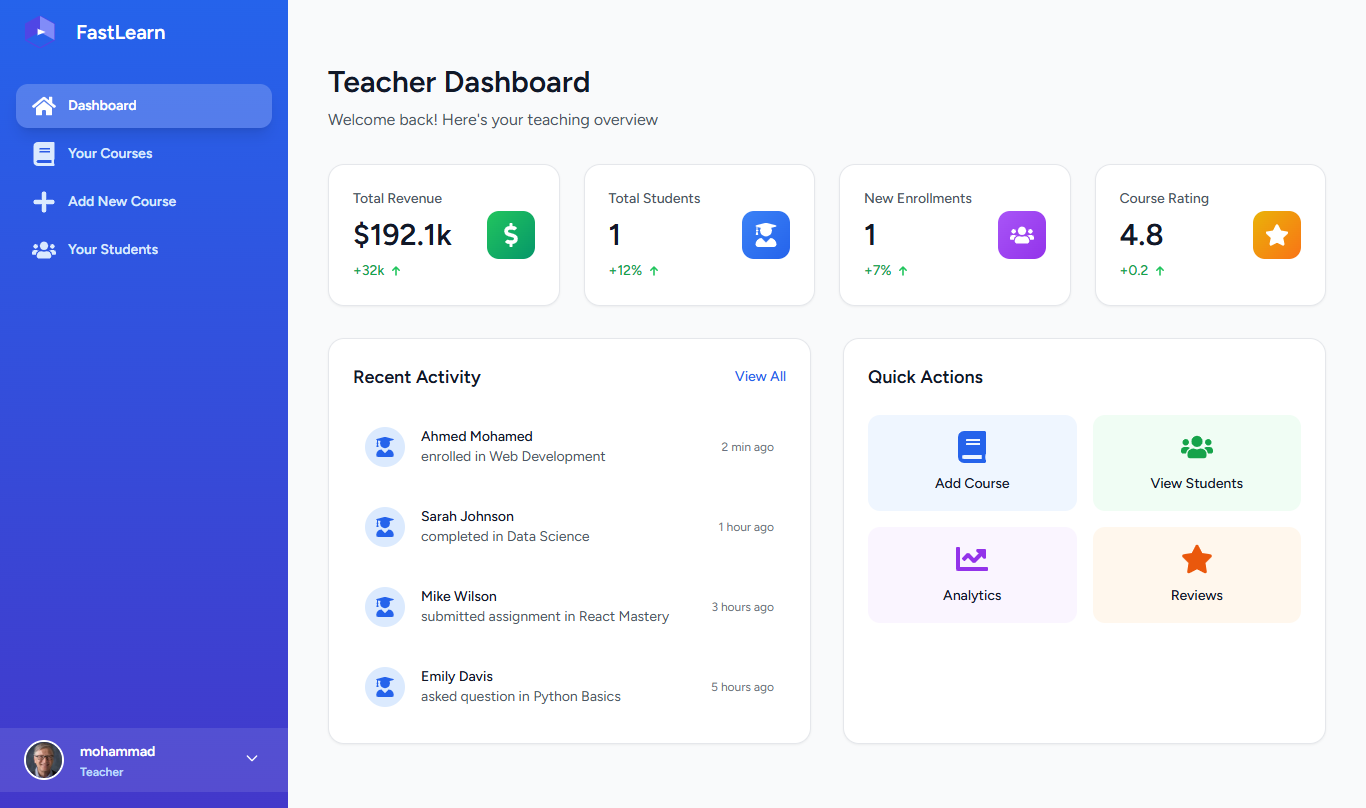 FastLearn
Dashboard
Your Courses
Add New Course
Your Students
mohammad
Teacher
Teacher Dashboard
Welcome back! Here's your teaching overview
Total Revenue
$192.1k
+32k
Total Students
1
+12%
New Enrollments
1
+7%
Course Rating
4.8
+0.2
Recent Activity
View All
Ahmed Mohamed
enrolled in Web Development
2 min ago
Sarah Johnson
completed in Data Science
1 hour ago
Mike Wilson
submitted assignment in React Mastery
3 hours ago
Emily Davis
asked question in Python Basics
5 hours ago
Quick Actions
Add Course
View Students
Analytics
Reviews